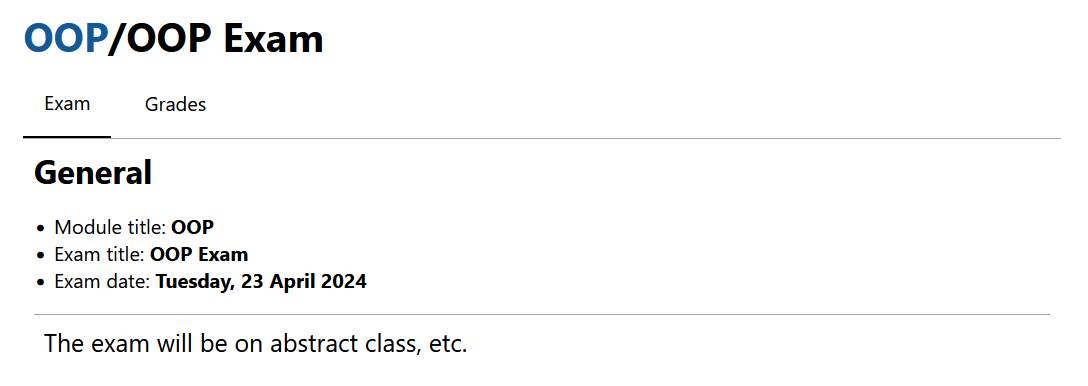 OOP/OOP Exam
Exam Grades
General
• Module title: OOP
• Exam title: OOP Exam
• Exam date: Tuesday, 23 April 2024
The exam will be on abstract class, etc.